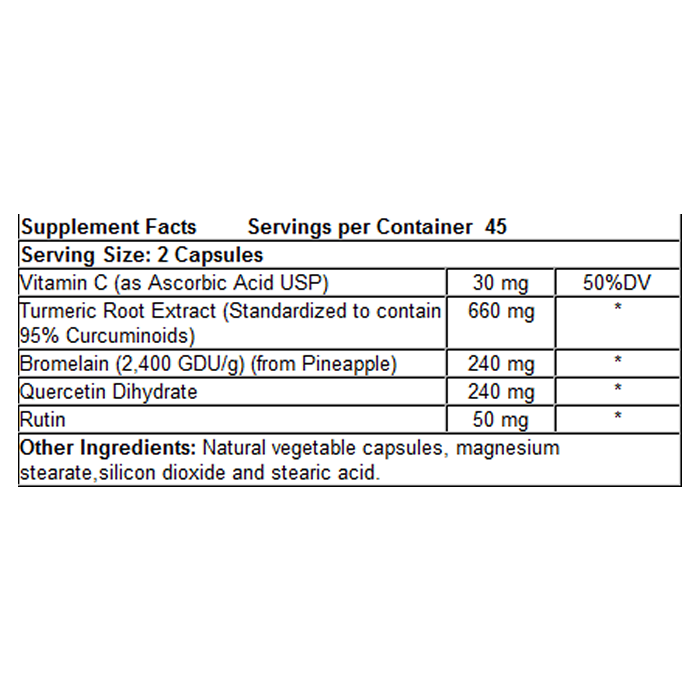 Supplement Facts Servings per Container 45
Serving Size: 2 Capsules
Vitamin C (as Ascorbic Acid USP) 30 mg 50%DV
Turmeric Root Extract (Standardized to contain 660 mg *
95% Curcuminoids)
Bromelain (2,400 GDU/g) (from Pineapple) 240 mg *
Quercetin Dihydrate 240 mg *
Rutin 50 mg *
Other Ingredients: Natural vegetable capsules, magnesium
stearate,silicon dioxide and stearic acid.